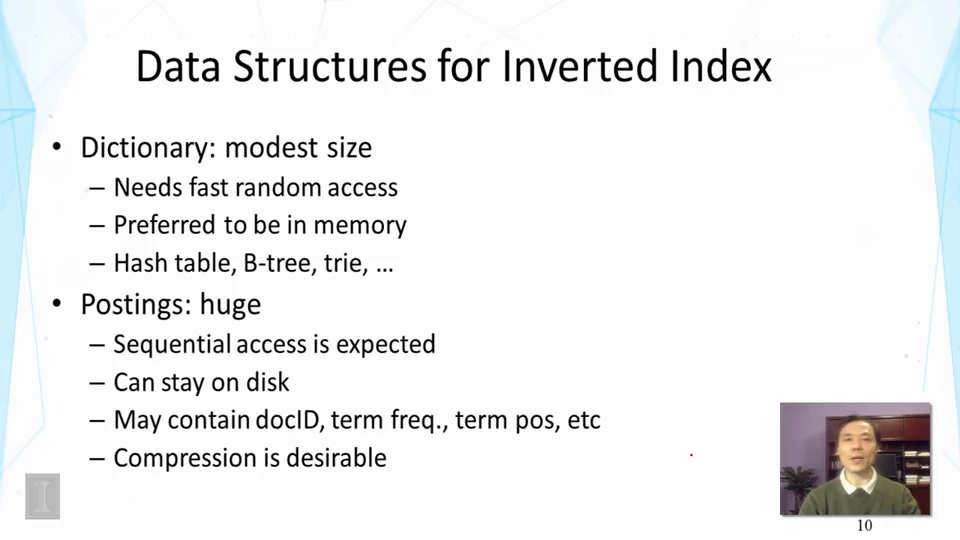 Data Structures for Inverted Index
• Dictionary: modest size
– Needs fast random access
– Preferred to be in memory
– Hash table, B-tree, trie, ...
• Postings: huge
– Sequential access is expected
– Can stay on disk
– May contain docID, term freq., term pos, etc
– Compression is desirable
I
10